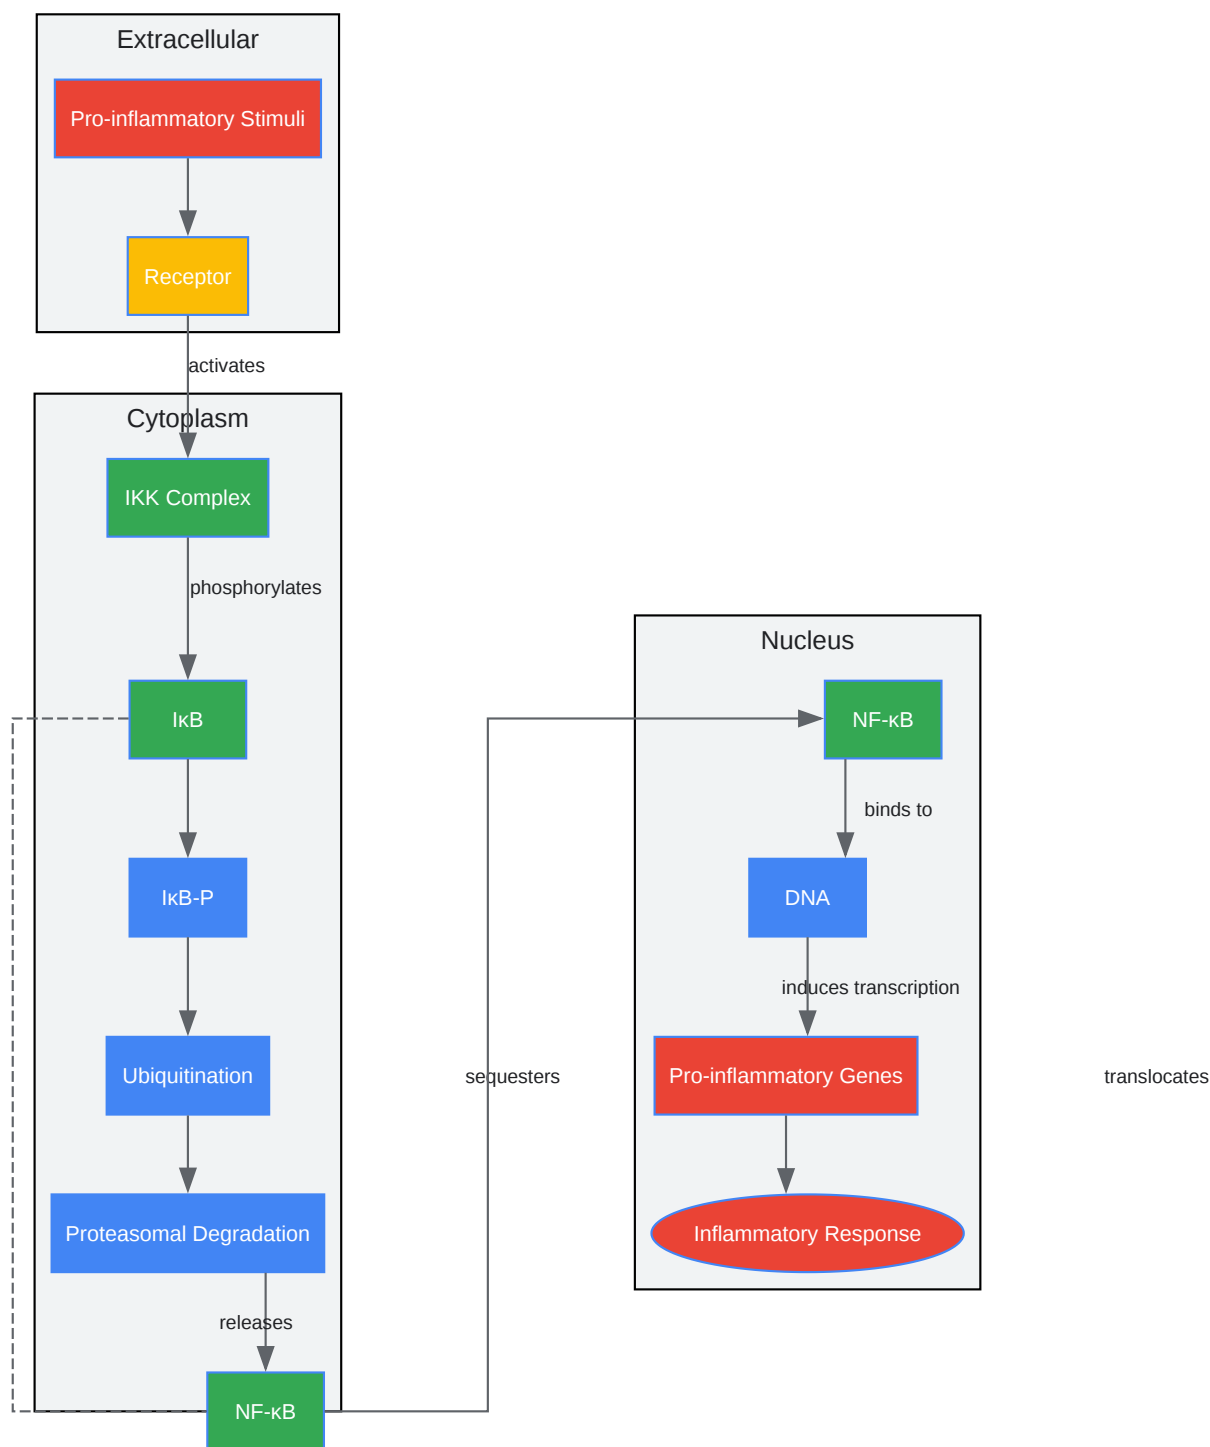 Extracellular
Pro-inflammatory Stimuli
Receptor
activates
Cytoplasm
IKK Complex
phosphorylates
IκB
IκB-P
Ubiquitination
Proteasomal Degradation
releases
NF-κB
sequesters
Nucleus
NF-κB
binds to
DNA
induces transcription
Pro-inflammatory Genes
Inflammatory Response
translocates